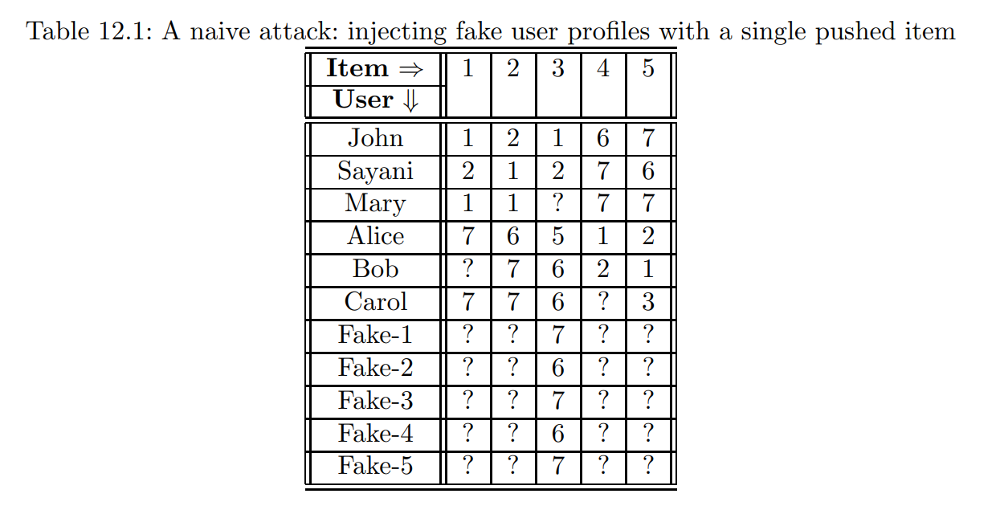 Table 12.1: A naive attack: injecting fake user profiles with a single pushed item
Item ⇒ 1 2 3 4 5
User ⇓
John 1 2 1 6 7
Sayani 2 1 2 7 6
Mary 1 1 ? 7 7
Alice 7 6 5 1 2
Bob ? 7 6 2 1
Carol 7 7 6 ? 3
Fake-1 ? ? 7 ? ?
Fake-2 ? ? 6 ? ?
Fake-3 ? ? 7 ? ?
Fake-4 ? ? 6 ? ?
Fake-5 ? ? 7 ? ?